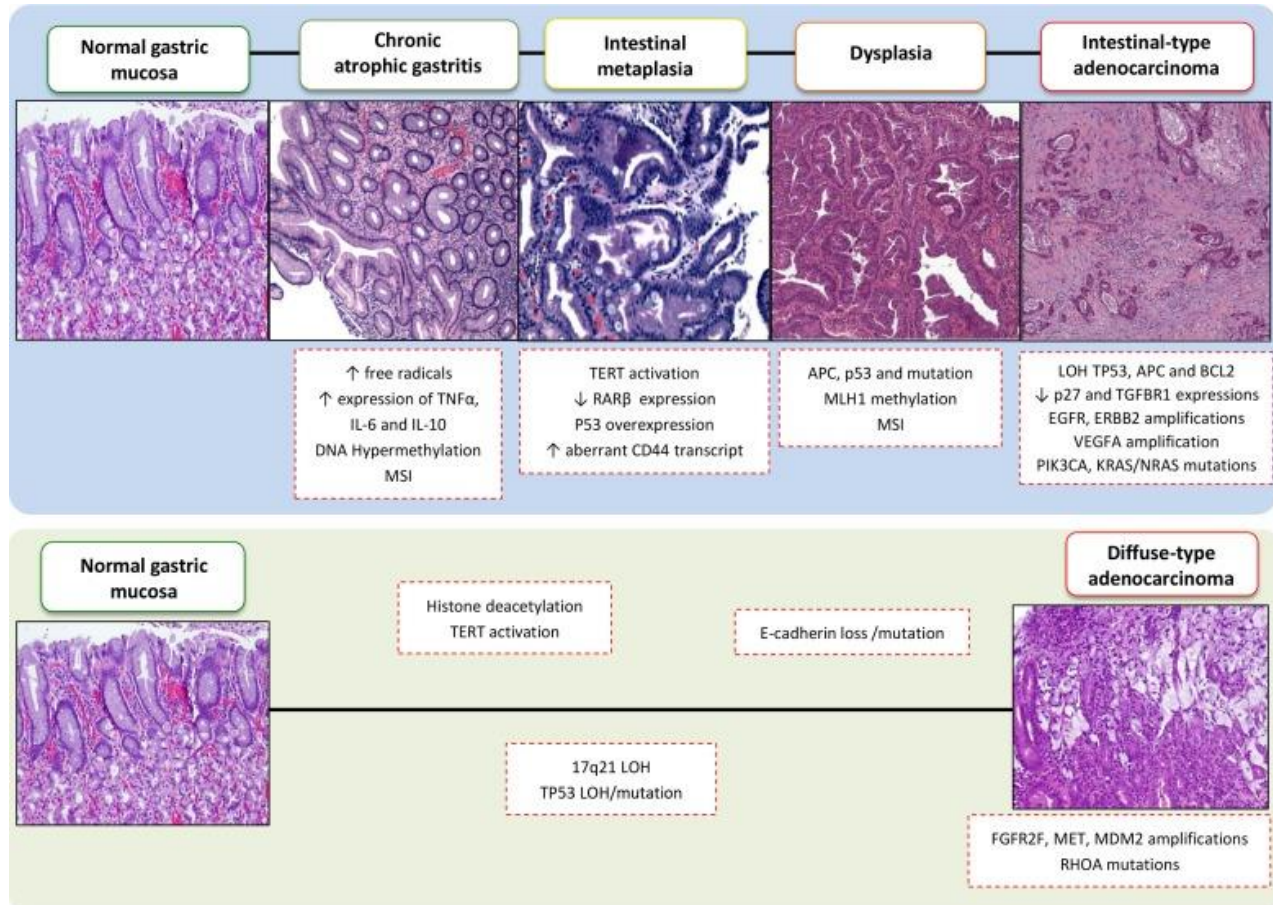 Normal gastric
mucosa
Chronic
atrophic gastritis
Intestinal
metaplasia
Dysplasia
Intestinal-type
adenocarcinoma
↑ free radicals
↑ expression of TNFα,
IL-6 and IL-10
DNA Hypermethylation
MSI
TERT activation
↓ RARβ expression
P53 overexpression
↑ aberrant CD44 transcript
APC, p53 and mutation
MLH1 methylation
MSI
LOH TP53, APC and BCL2
↓ p27 and TGFBR1 expressions
EGFR, ERBB2 amplifications
VEGFA amplification
PIK3CA, KRAS/NRAS mutations
Normal gastric
mucosa
Histone deacetylation
TERT activation
E-cadherin loss /mutation
17q21 LOH
TP53 LOH/mutation
Diffuse-type
adenocarcinoma
FGFR2F, MET, MDM2 amplifications
RHOA mutations